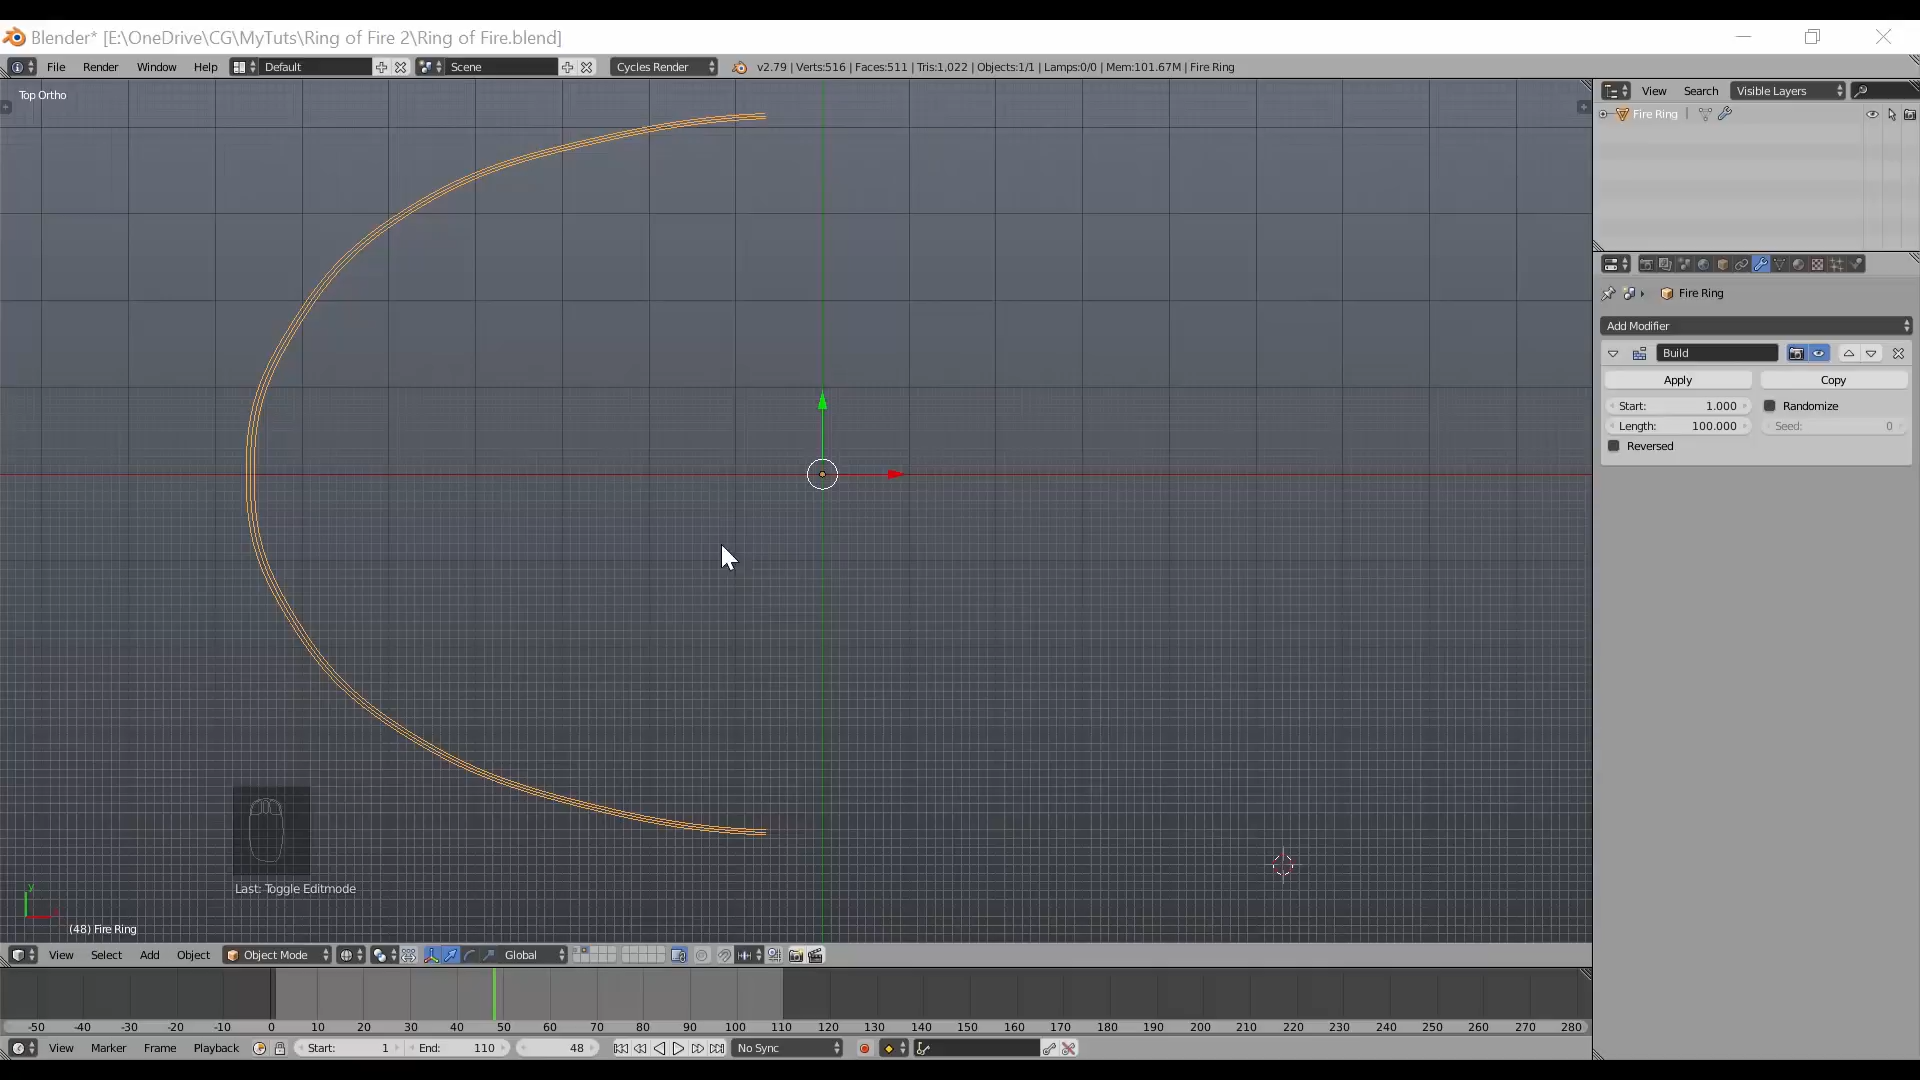 Blender* [E:\OneDrive\CG\MyTuts\Ring of Fire 2\Ring of Fire.blend]
File Render Window Help Default Scene Cycles Render v2.79 | Verts:516 | Faces:511 | Tris:1,022 | Objects:1/1 | Lamps:0/0 | Mem:101.67M | Fire Ring
Top Ortho
View Search Visible Layers
Fire Ring
Fire Ring
Add Modifier
Build
Apply Copy
Start: 1.000 Randomize
Length: 100.000 Seed: 0
Reversed
Last: Toggle Editmode
y
(48) Fire Ring
View Select Add Object Object Mode Global
-50 -40 -30 -20 -10 0 10 20 30 40 50 60 70 80 90 100 110 120 130 140 150 160 170 180 190 200 210 220 230 240 250 260 270 280
View Marker Frame Playback Start: 1 End: 110 48 No Sync